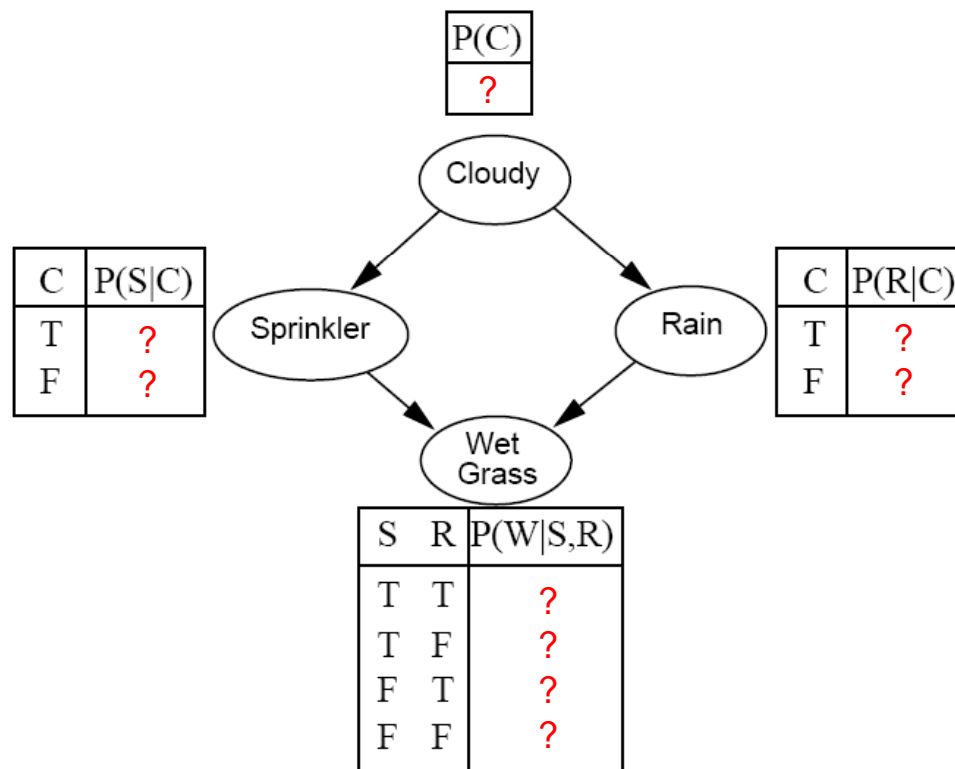 P(C)
?
Cloudy
C P(S|C)
T ?
F ?
Sprinkler
Rain
C P(R|C)
T ?
F ?
Wet
Grass
S R P(W|S,R)
T T ?
T F ?
F T ?
F F ?